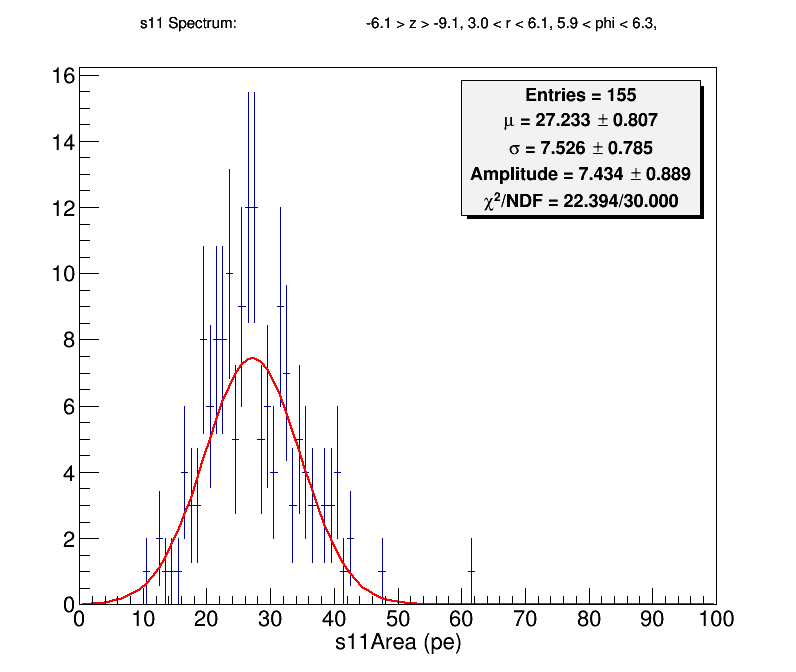 s11 Spectrum: -6.1 > z > -9.1, 3.0 < r < 6.1, 5.9 < phi < 6.3,
Entries = 155
μ = 27.233 ± 0.807
σ = 7.526 ± 0.785
Amplitude = 7.434 ± 0.889
χ²/NDF = 22.394/30.000
16
14
12
10
8
6
4
2
0
0 10 20 30 40 50 60 70 80 90 100
s11Area (pe)